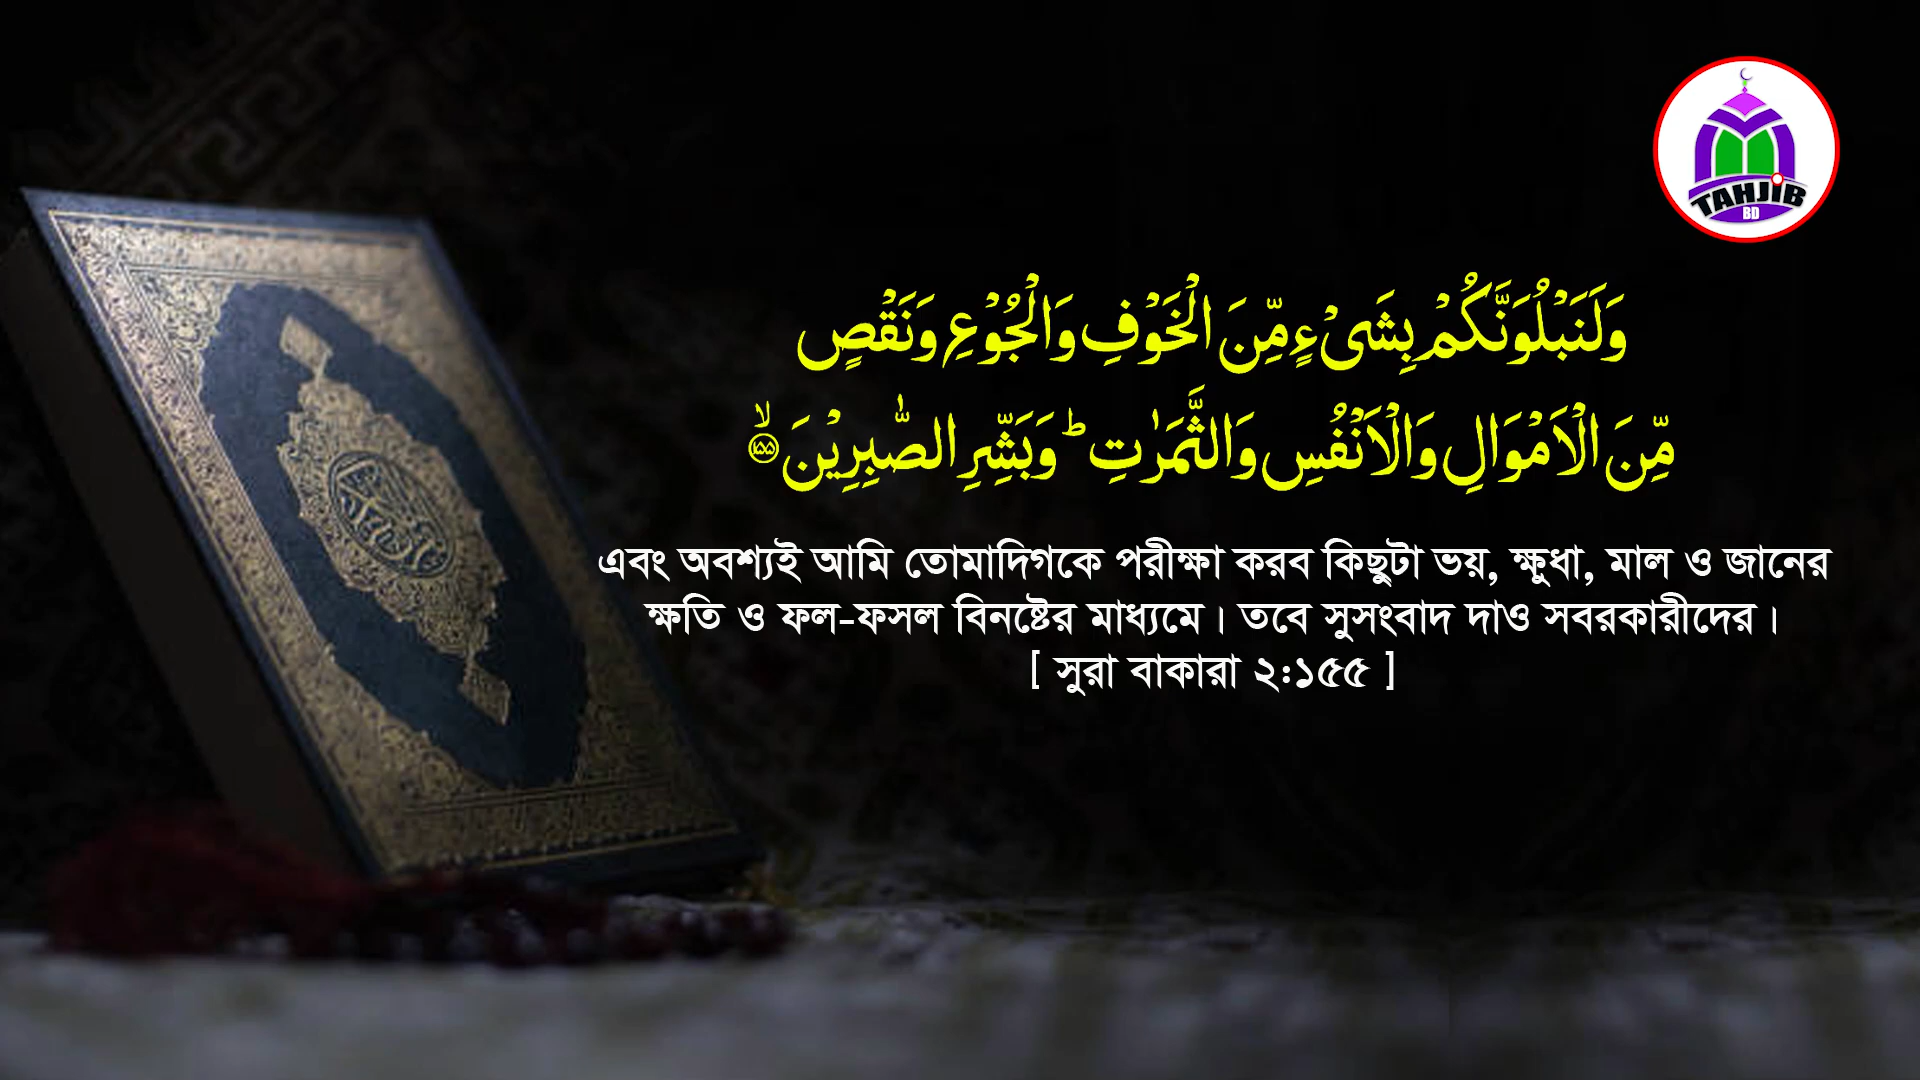 TAHJiB
BD
وَلَنَبْلُوَنَّكُمْ بِشَیْءٍ مِّنَ الْخَوْفِ وَالْجُوْعِ وَنَقْصٍ
مِّنَ الْاَمْوَالِ وَالْاَنْفُسِ وَالثَّمَرٰتِ ؕ وَبَشِّرِ الصّٰبِرِیْنَ ۙ﴿۱۵۵﴾
এবং অবশ্যই আমি তোমাদিগকে পরীক্ষা করব কিছুটা ভয়, ক্ষুধা, মাল ও জানের
ক্ষতি ও ফল-ফসল বিনষ্টের মাধ্যমে। তবে সুসংবাদ দাও সবরকারীদের।
[ সুরা বাকারা ২:১৫৫ ]